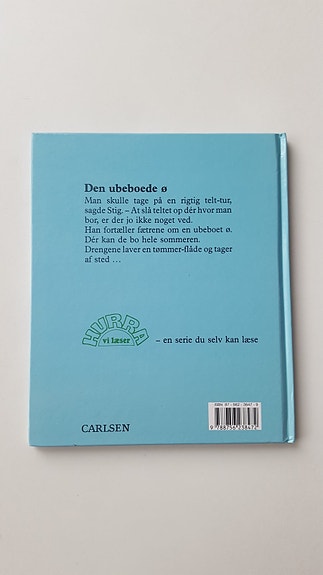 Den ubeboede ø
Man skulle tage på en rigtig telt-tur,
sagde Stig. – At slå teltet op dér hvor man
bor, er der jo ikke noget ved.
Han fortæller fætrene om en ubeboet ø.
Dér kan de bo hele sommeren.
Drengene laver en tømmer-flåde og tager
af sted ...
HURRA
vi læser
– en serie du selv kan læse
CARLSEN